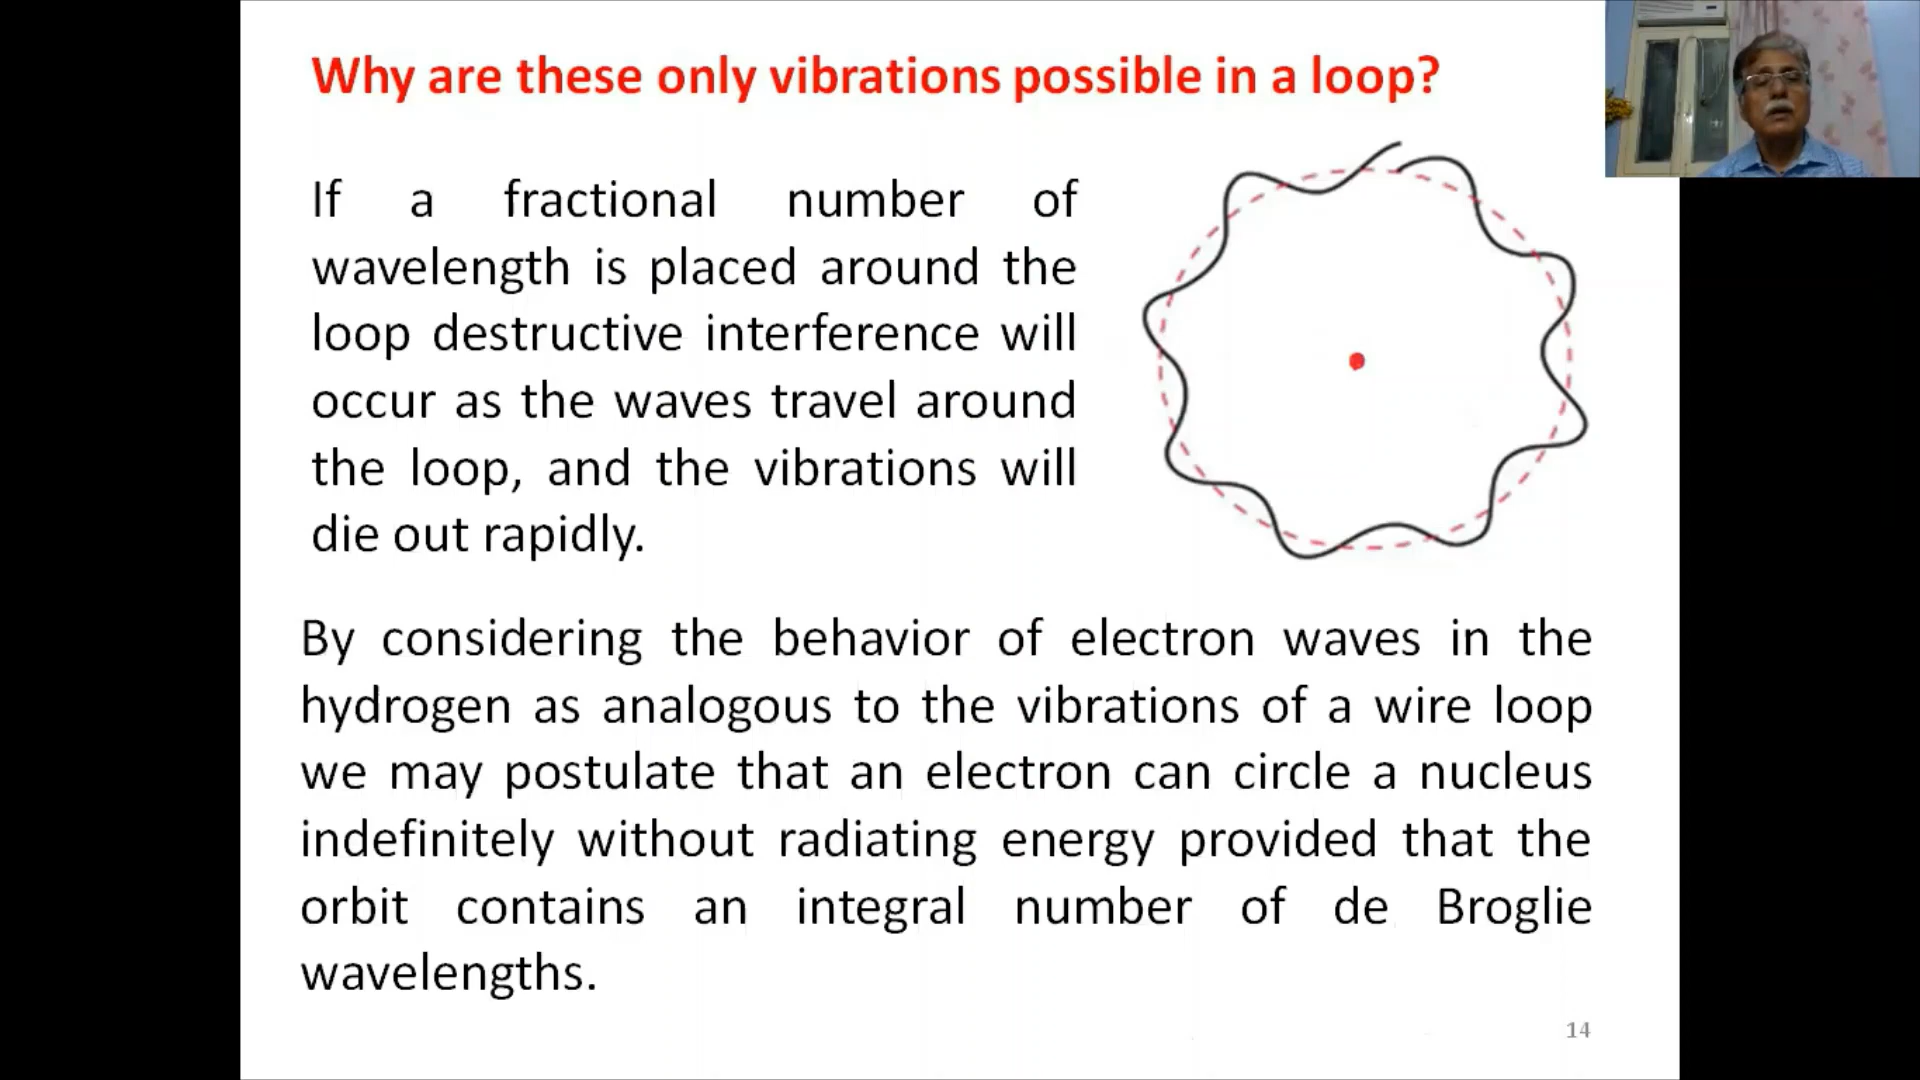 Why are these only vibrations possible in a loop?
If a fractional number of
wavelength is placed around the
loop destructive interference will
occur as the waves travel around
the loop, and the vibrations will
die out rapidly.
By considering the behavior of electron waves in the
hydrogen as analogous to the vibrations of a wire loop
we may postulate that an electron can circle a nucleus
indefinitely without radiating energy provided that the
orbit contains an integral number of de Broglie
wavelengths.
14